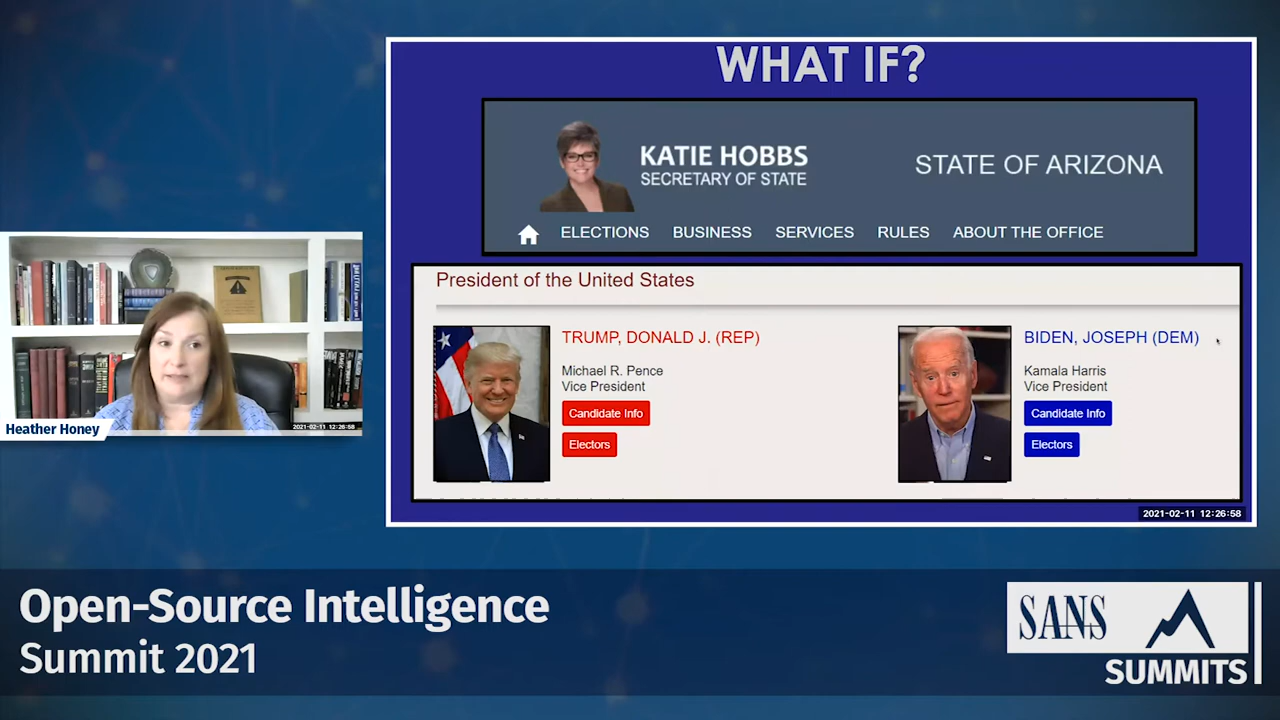 WHAT IF?
KATIE HOBBS
SECRETARY OF STATE
STATE OF ARIZONA
ELECTIONS BUSINESS SERVICES RULES ABOUT THE OFFICE
President of the United States
TRUMP, DONALD J. (REP)
Michael R. Pence
Vice President
Candidate Info
Electors
BIDEN, JOSEPH (DEM)
Kamala Harris
Vice President
Candidate Info
Electors
2021-02-11 12:26:58
Heather Honey
2021-02-11 12:26:58
Open-Source Intelligence
Summit 2021
SANS
SUMMITS